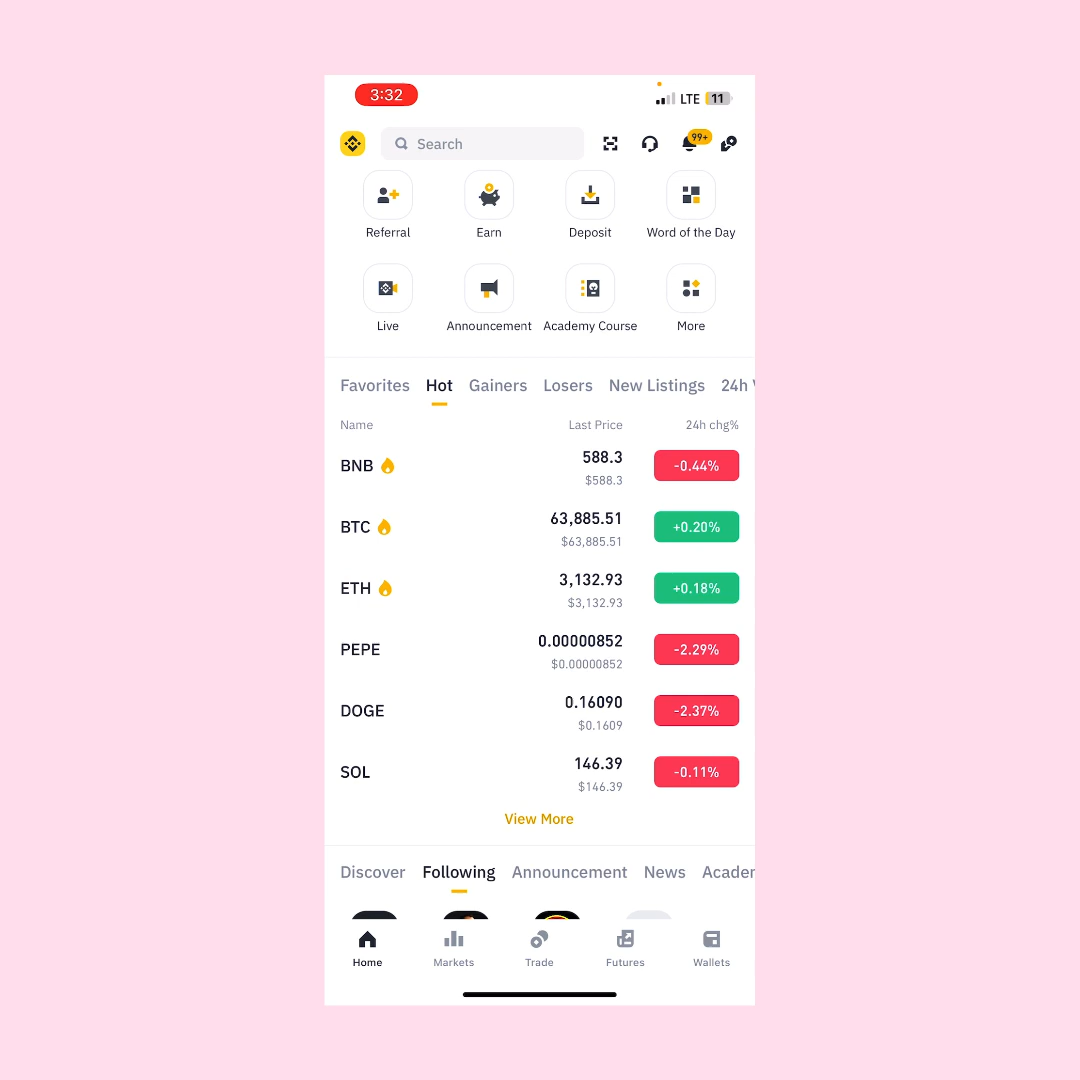 3:32
LTE 11
Search
99+
Referral
Earn
Deposit
Word of the Day
Live
Announcement
Academy Course
More
Favorites Hot Gainers Losers New Listings 24h
Name Last Price 24h chg%
BNB 588.3 -0.44%
$588.3
BTC 63,885.51 +0.20%
$63,885.51
ETH 3,132.93 +0.18%
$3,132.93
PEPE 0.00000852 -2.29%
$0.00000852
DOGE 0.16090 -2.37%
$0.1609
SOL 146.39 -0.11%
$146.39
View More
Discover Following Announcement News Acader
Home Markets Trade Futures Wallets